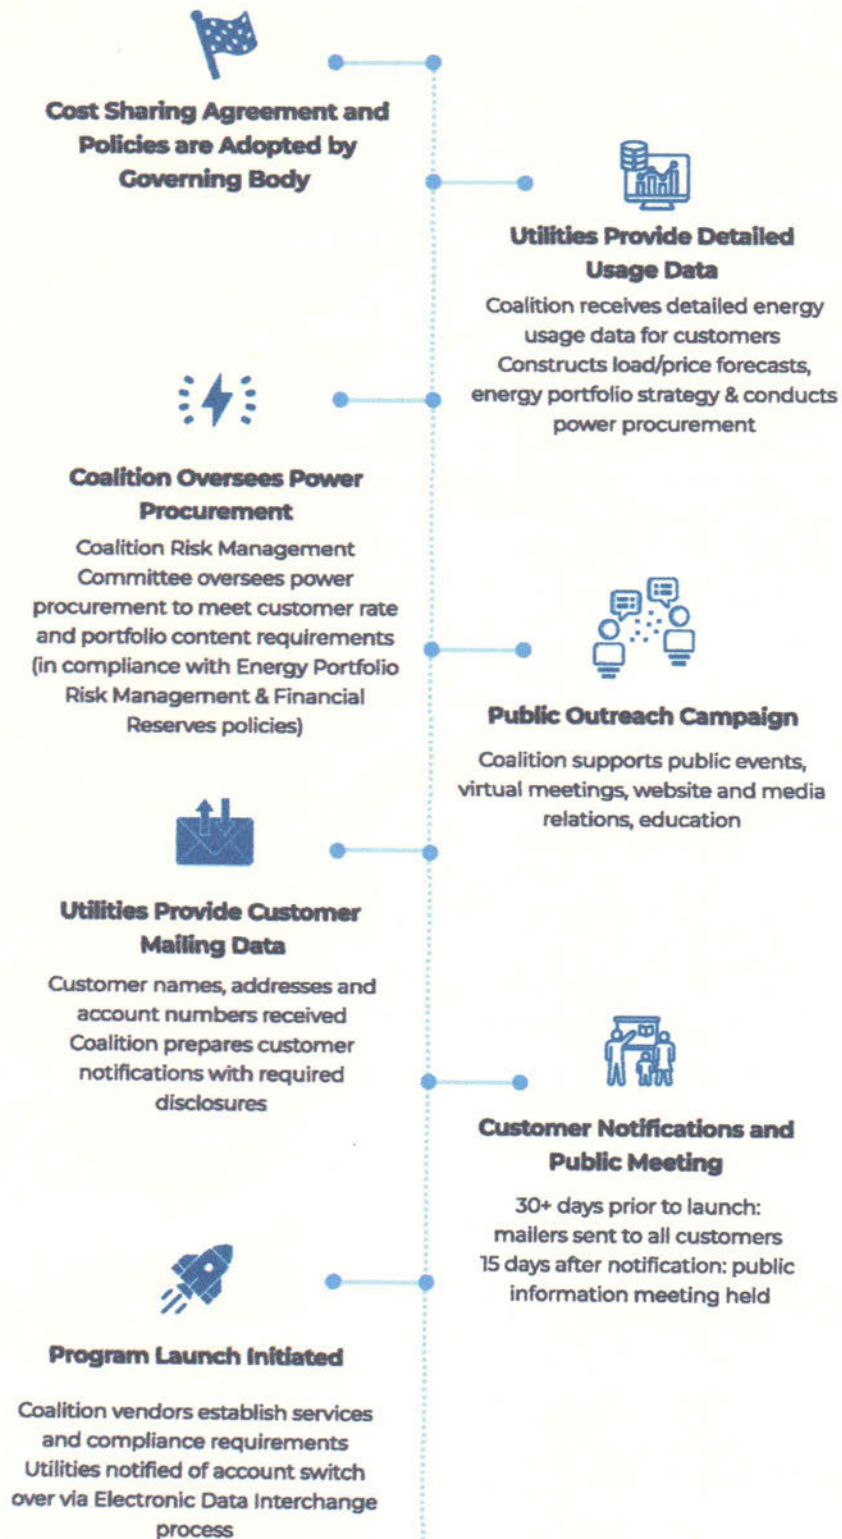 Cost Sharing Agreement and
Policies are Adopted by
Governing Body
Utilities Provide Detailed
Usage Data
Coalition receives detailed energy
usage data for customers
Constructs load/price forecasts,
energy portfolio strategy & conducts
power procurement
Coalition Oversees Power
Procurement
Coalition Risk Management
Committee oversees power
procurement to meet customer rate
and portfolio content requirements
(in compliance with Energy Portfolio
Risk Management & Financial
Reserves policies)
Public Outreach Campaign
Coalition supports public events,
virtual meetings, website and media
relations, education
Utilities Provide Customer
Mailing Data
Customer names, addresses and
account numbers received
Coalition prepares customer
notifications with required
disclosures
Customer Notifications and
Public Meeting
30+ days prior to launch:
mailers sent to all customers
15 days after notification: public
information meeting held
Program Launch Initiated
Coalition vendors establish services
and compliance requirements
Utilities notified of account switch
over via Electronic Data Interchange
process